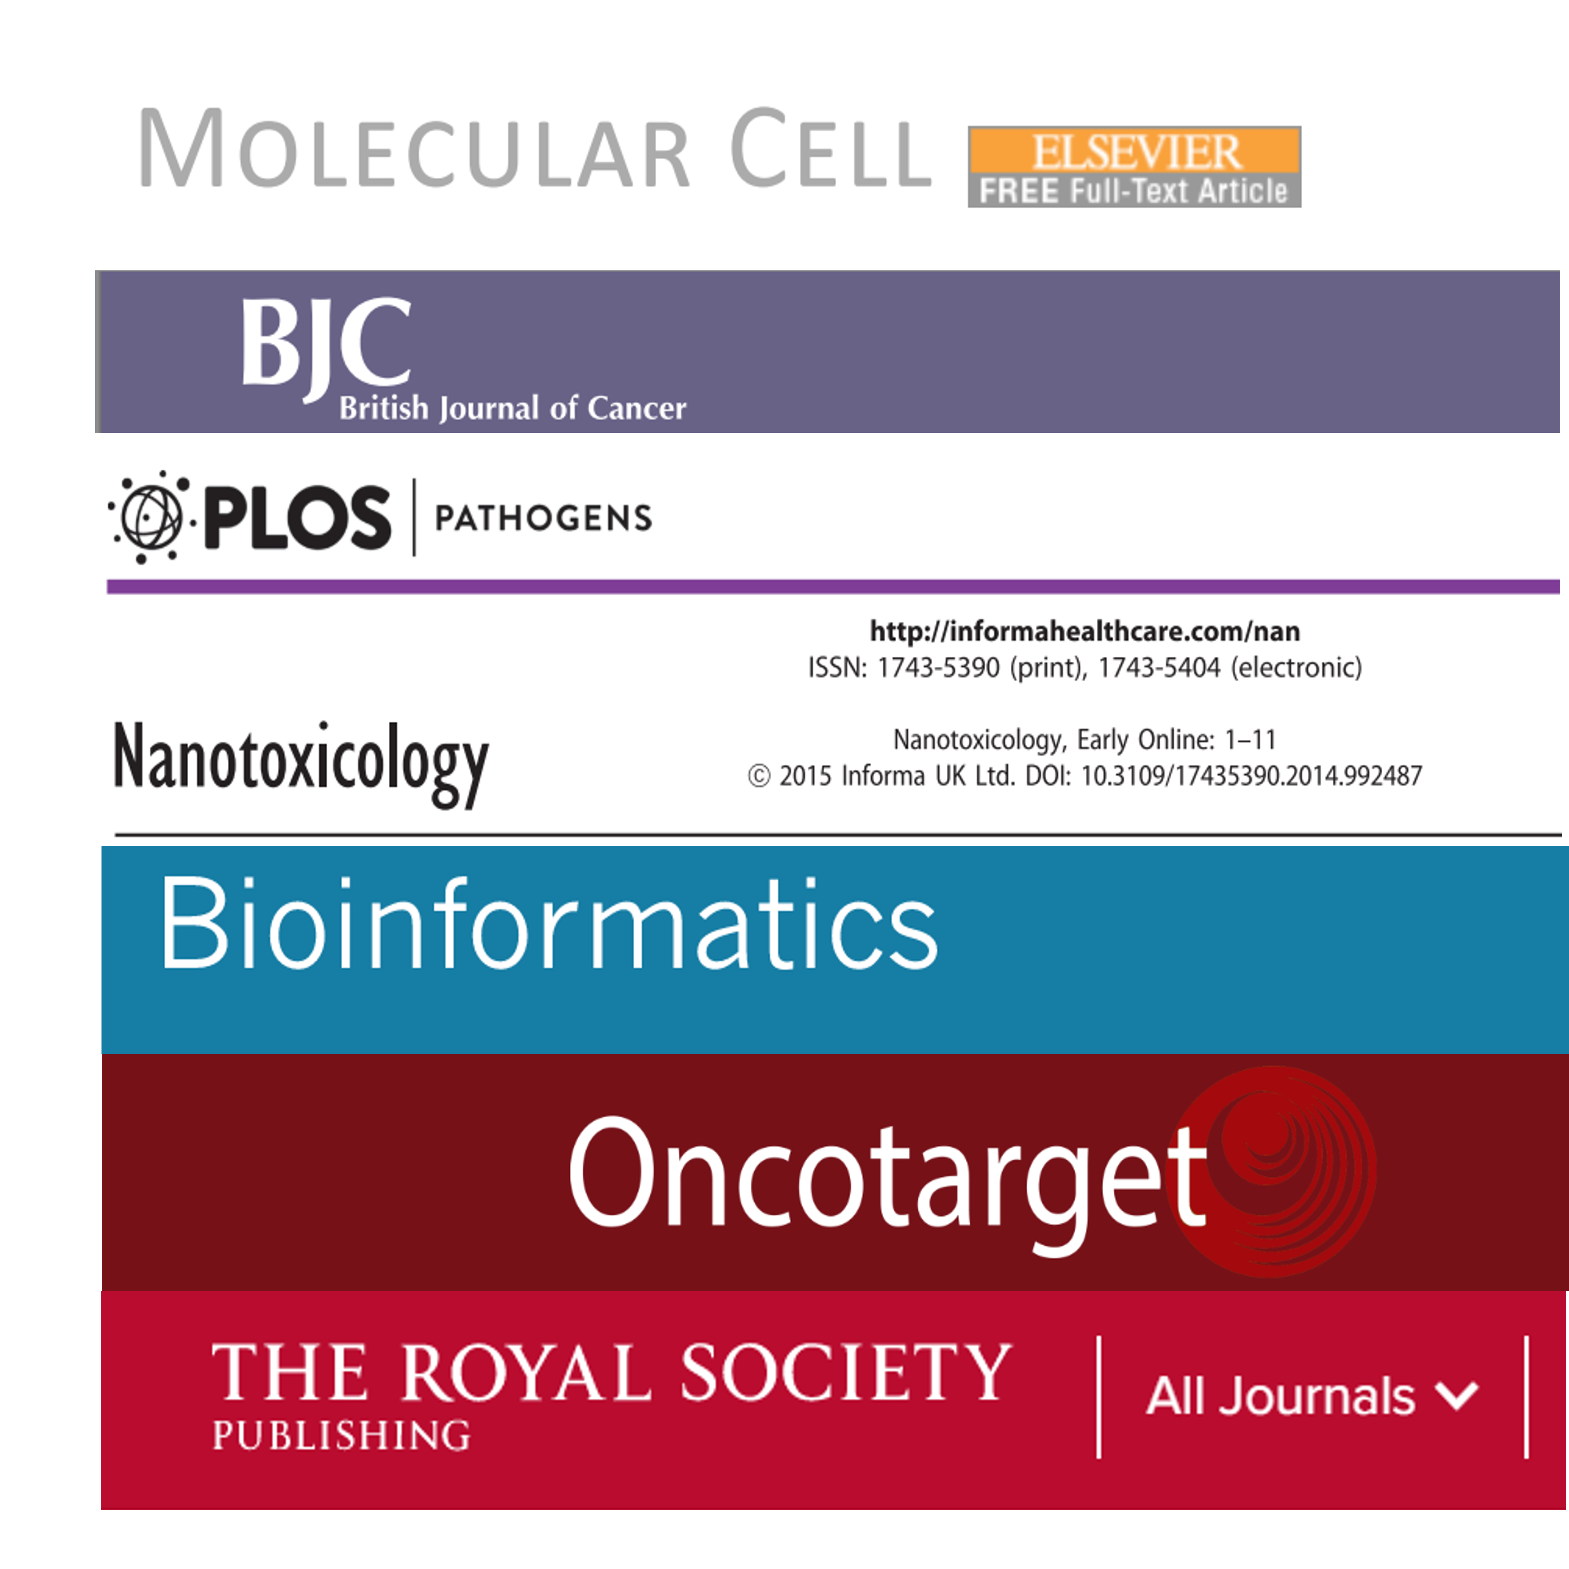 MOLECULAR CELL
ELSEVIER
FREE Full-Text Article
BJC
British Journal of Cancer
PLOS | PATHOGENS
http://informahealthcare.com/nan
ISSN: 1743-5390 (print), 1743-5404 (electronic)
Nanotoxicology
Nanotoxicology, Early Online: 1–11
© 2015 Informa UK Ltd. DOI: 10.3109/17435390.2014.992487
Bioinformatics
Oncotarget
THE ROYAL SOCIETY
PUBLISHING
All Journals